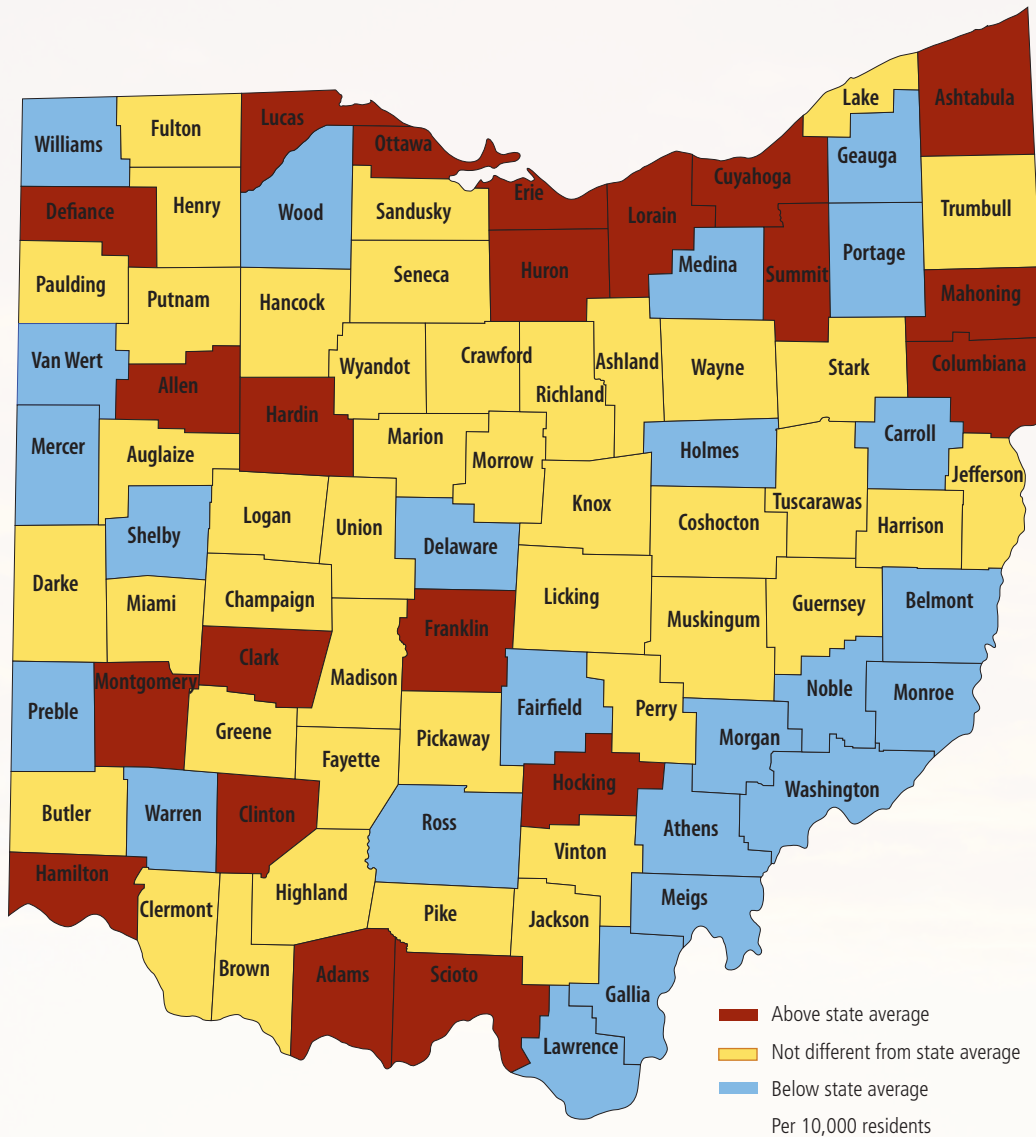 Lake
Ashtabula
Lucas
Fulton
Williams
Ottawa
Geauga
Cuyahoga
Erie
Trumbull
Henry
Defiance
Wood
Sandusky
Lorain
Portage
Medina
Summit
Huron
Seneca
Paulding
Putnam
Hancock
Mahoning
Crawford
Ashland
Columbiana
Van Wert
Wyandot
Wayne
Stark
Allen
Richland
Hardin
Carroll
Marion
Mercer
Holmes
Auglaize
Morrow
Jefferson
Knox
Tuscarawas
Logan
Coshocton
Harrison
Union
Shelby
Delaware
Darke
Licking
Champaign
Miami
Guernsey
Belmont
Muskingum
Franklin
Clark
Madison
Montgomery
Noble
Monroe
Preble
Fairfield
Perry
Greene
Pickaway
Morgan
Fayette
Hocking
Washington
Butler
Warren
Clinton
Ross
Athens
Vinton
Hamilton
Highland
Meigs
Clermont
Pike
Jackson
Brown
Adams
Scioto
Gallia
Lawrence
Above state average
Not different from state average
Below state average
Per 10,000 residents